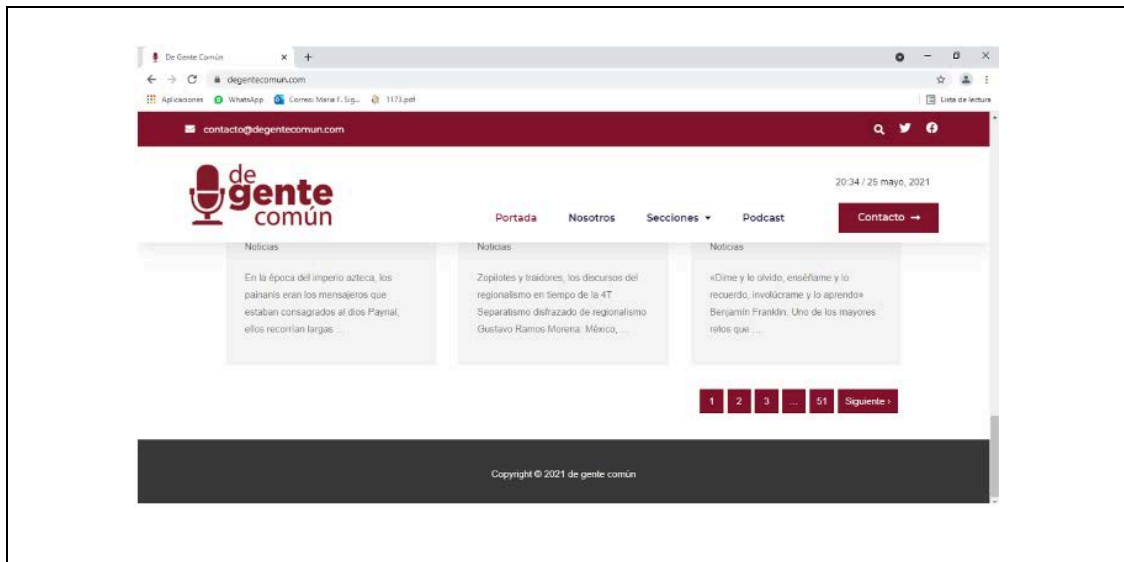 De Gente Común
degentecomun.com
Aplicaciones WhatsApp Correo: Maria F. Sig... 1173.pdf Lista de lectura
contacto@degentecomun.com
de
gente
común
20:34 / 25 mayo, 2021
Portada Nosotros Secciones Podcast Contacto →
Noticias
En la época del imperio azteca, los
painanis eran los mensajeros que
estaban consagrados al dios Paynal,
ellos recorrían largas ...
Noticias
Zopilotes y traidores, los discursos del
regionalismo en tiempo de la 4T
Separatismo disfrazado de regionalismo
Gustavo Ramos Morena: México, ...
Noticias
«Dime y lo olvido, enséñame y lo
recuerdo, involúcrame y lo aprendo»
Benjamín Franklin. Uno de los mayores
retos que ...
1 2 3 ... 51 Siguiente ›
Copyright © 2021 de gente común